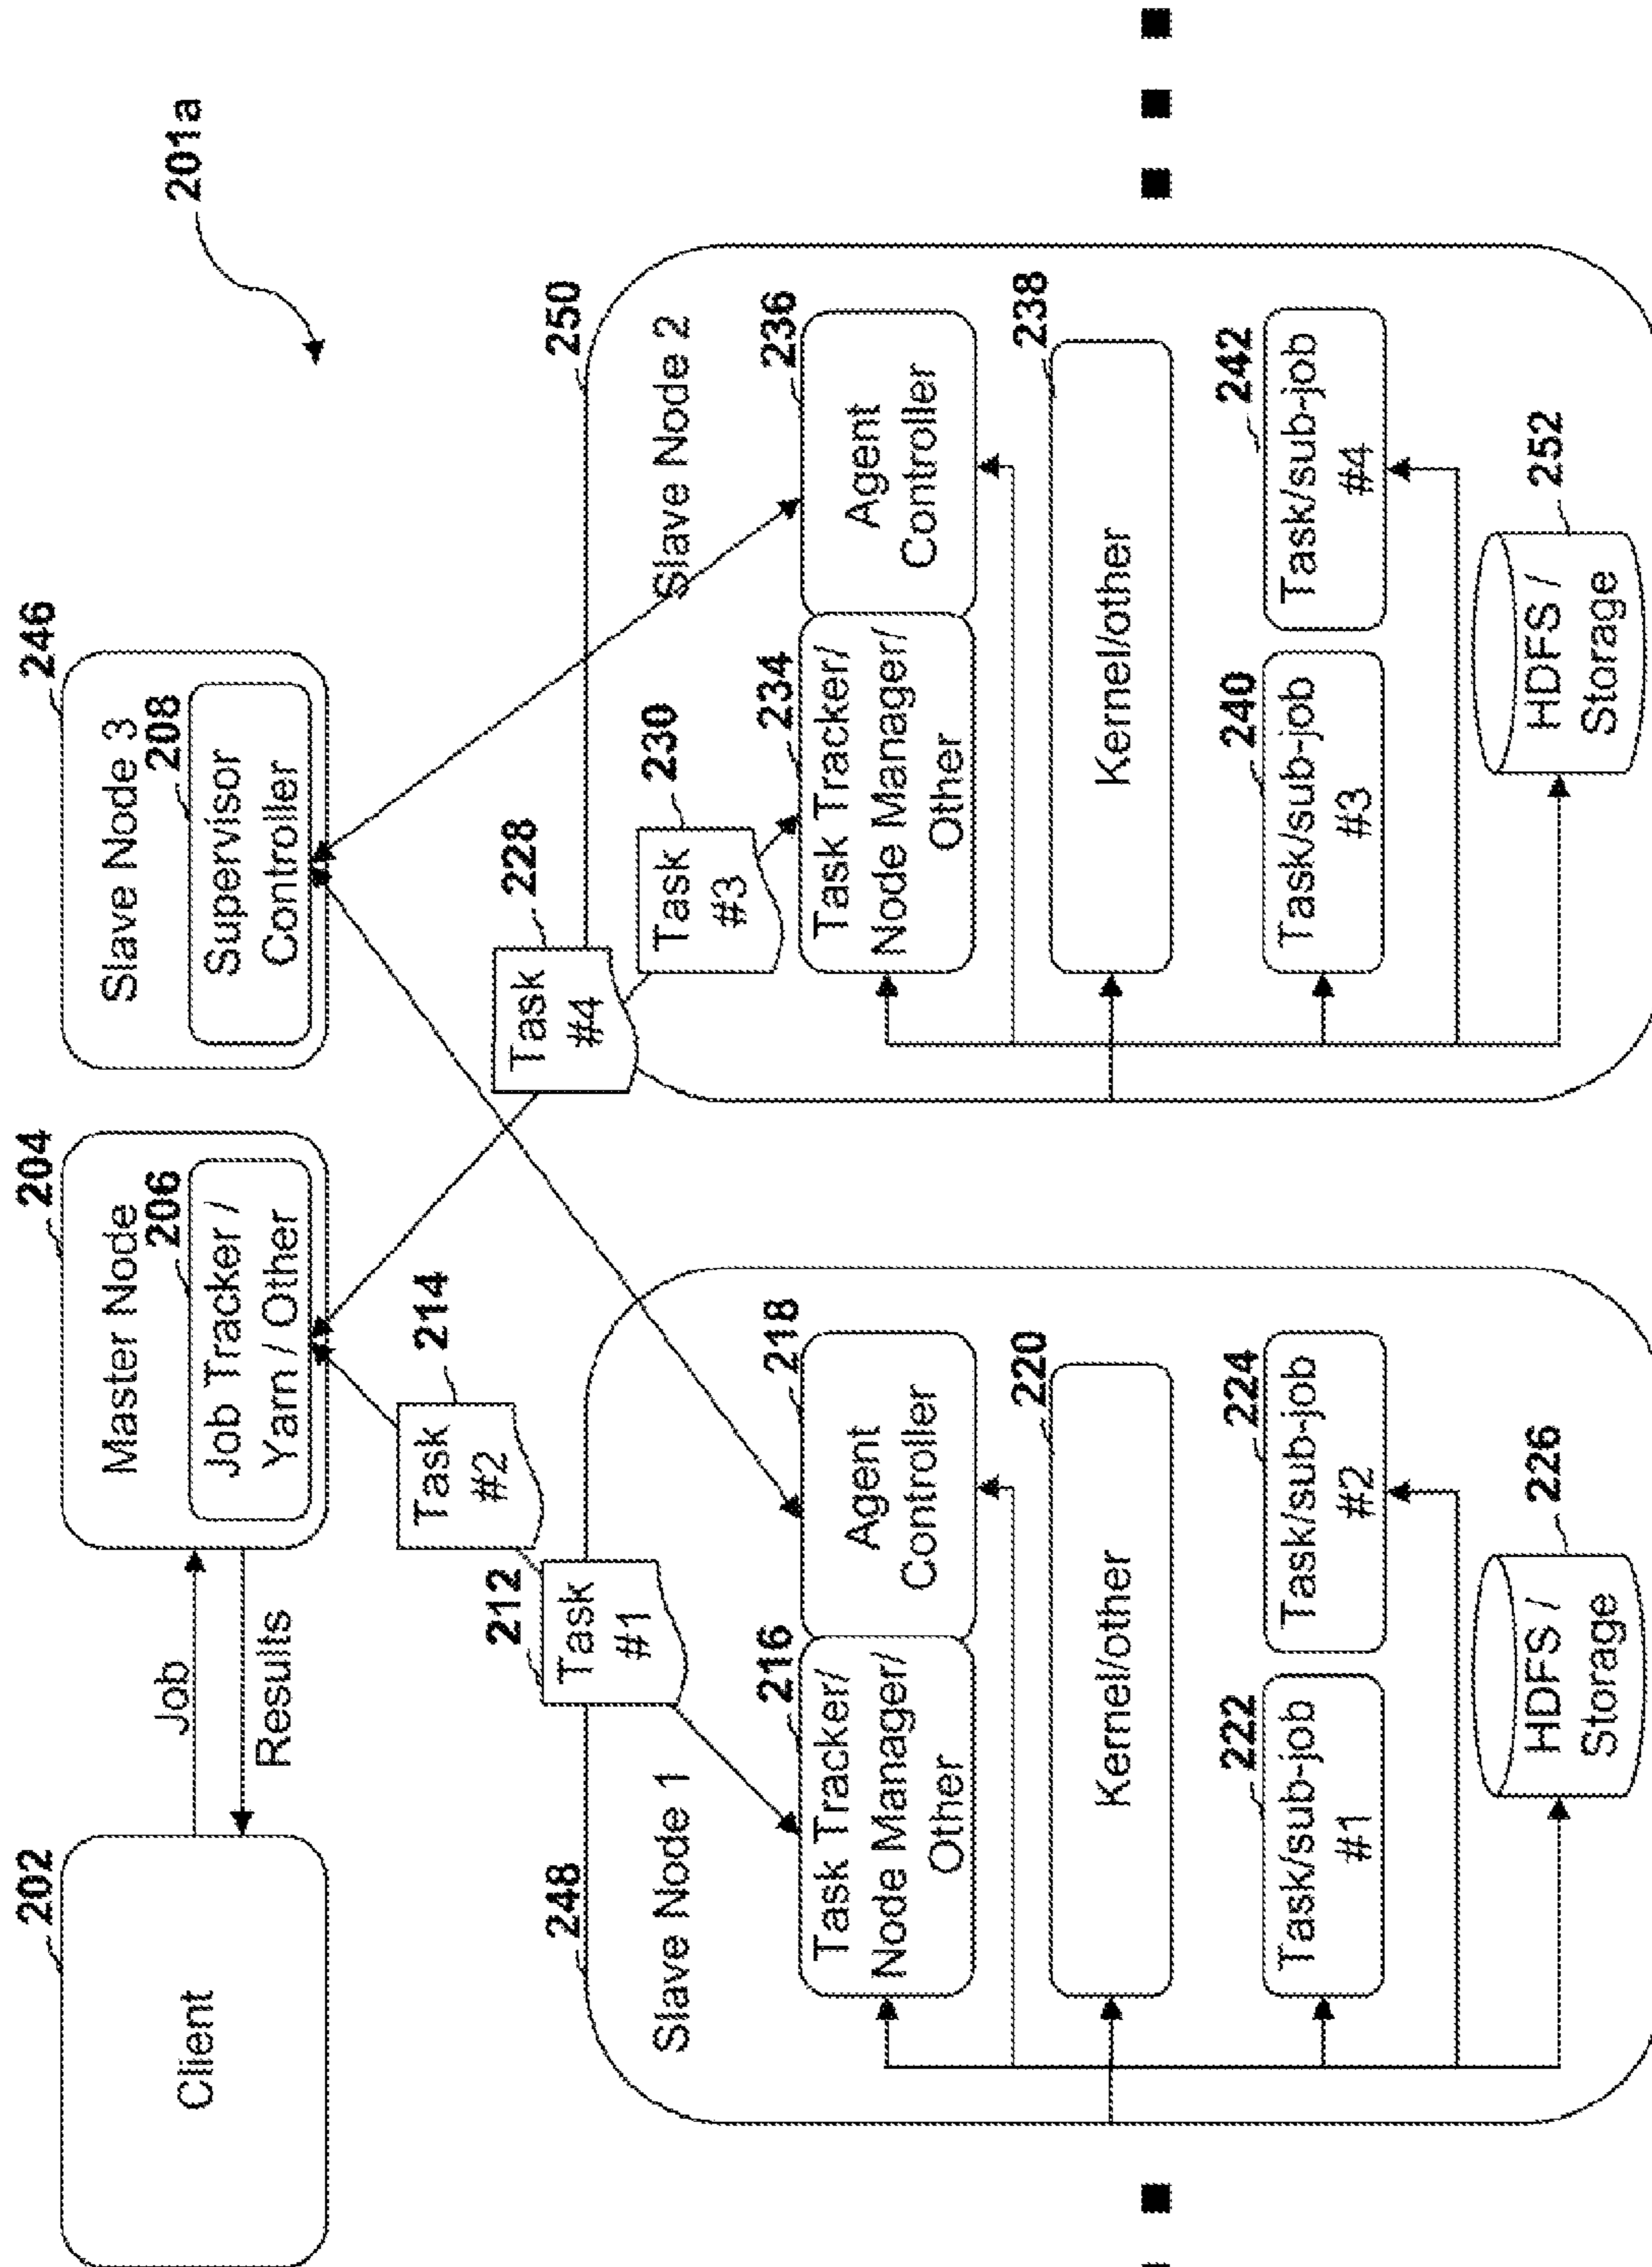 201a
202
Client
Job
Results
204
Master Node
206
Job Tracker /
Yarn / Other
246
Slave Node 3
208
Supervisor
Controller
214
Task
#2
212
Task
#1
228
Task
#4
230
Task
#3
248
Slave Node 1
216
Task Tracker/
Node Manager/
Other
218
Agent
Controller
220
Kernel/other
222
Task/sub-job
#1
224
Task/sub-job
#2
226
HDFS /
Storage
250
Slave Node 2
234
Task Tracker/
Node Manager/
Other
236
Agent
Controller
238
Kernel/other
240
Task/sub-job
#3
242
Task/sub-job
#4
252
HDFS /
Storage